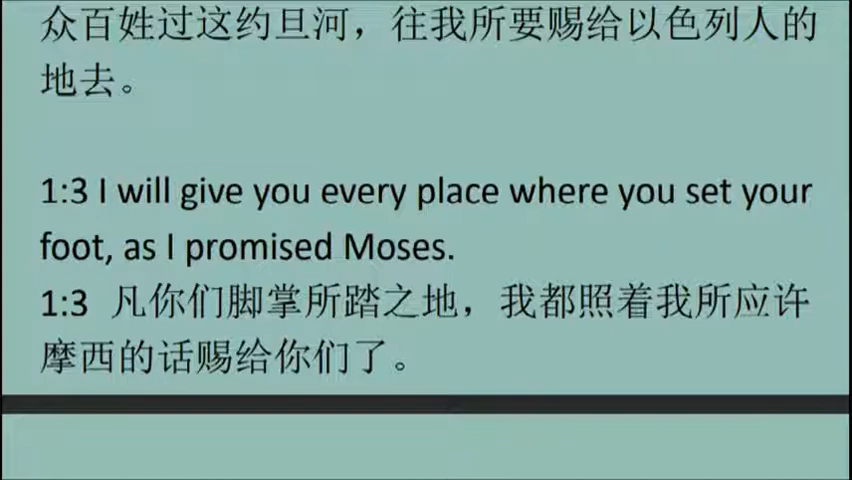 众百姓过这约旦河，往我所要赐给以色列人的
地去。
1:3 I will give you every place where you set your
foot, as I promised Moses.
1:3 凡你们脚掌所踏之地，我都照着我所应许
摩西的话赐给你们了。